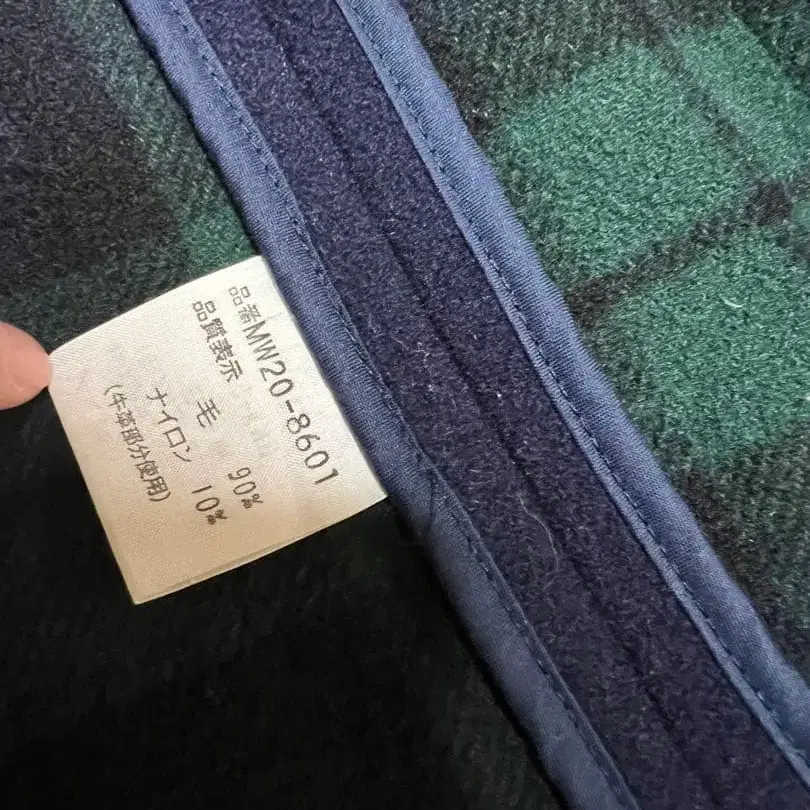 品番MW20-8601
品質表示
毛 90%
ナイロン 10%
(牛革部分使用)